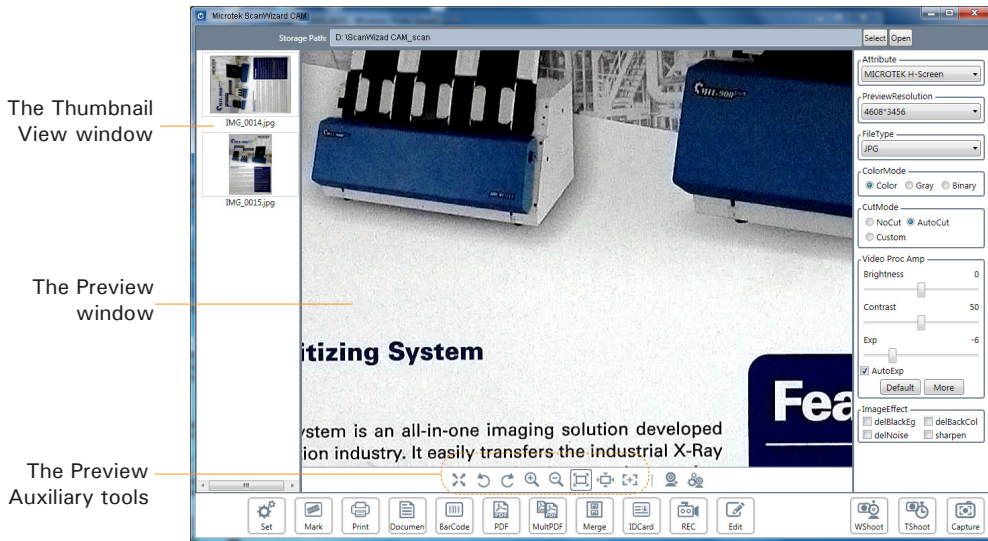 Microtek ScanWizard CAM
Storage Path: D: \ScanWizad CAM_scan
Select Open
The Thumbnail
View window
IMG_0014.jpg
IMG_0015.jpg
The Preview
window
itizing System
ystem is an all-in-one imaging solution developed
ion industry. It easily transfers the industrial X-Ray
Fea
The Preview
Auxiliary tools
Attribute
MICROTEK H-Screen
PreviewResolution
4608*3456
FileType
JPG
ColorMode
Color Gray Binary
CutMode
NoCut AutoCut
Custom
Video Proc Amp
Brightness 0
Contrast 50
Exp -6
AutoExp
Default More
ImageEffect
delBlackEg delBackCol
delNoise sharpen
Set Mark Print Documen BarCode PDF MultPDF Merge IDCard REC Edit WShoot TShoot Capture